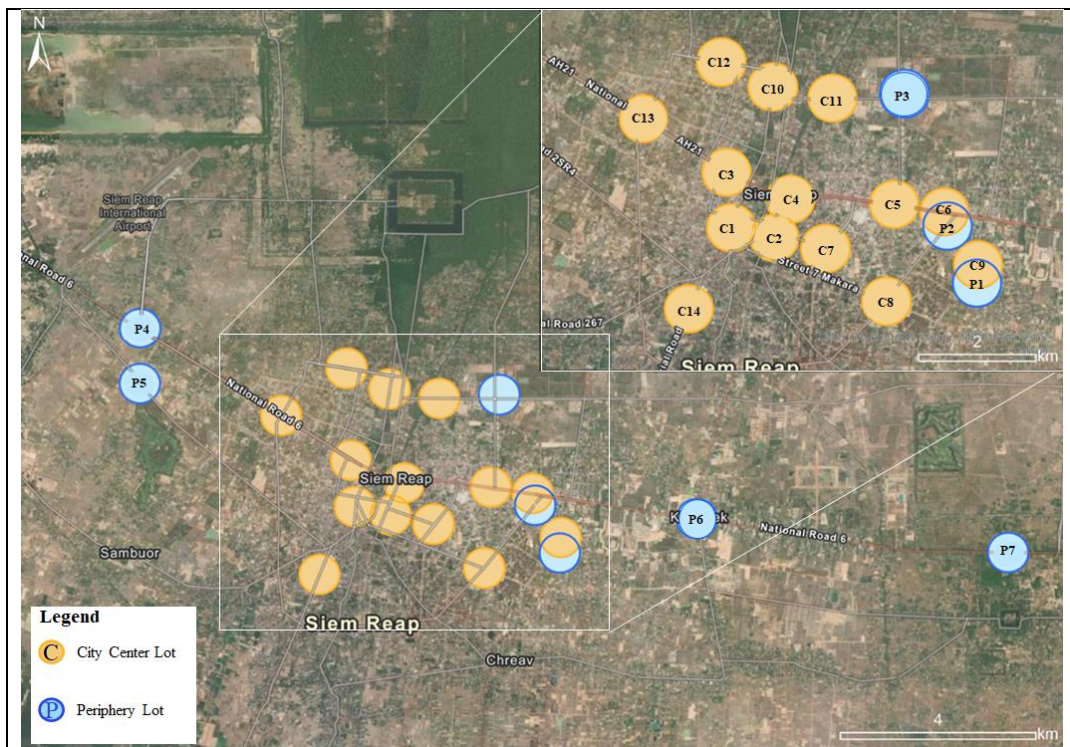 N
Siem Reap
International
Airport
National Road 6
P4
P5
National Road 6
Siem Reap
Sambuor
Siem Reap
Chreav
P6
National Road 6
P7
AH21
National
AH21
2SR4
C12
C10
C11
P3
C13
C3
C4
C5
C6
P2
C1
C2
C7
C9
P1
Street 7 Makara
C8
C14
Road 267
Siem Reap
2
km
Legend
C City Center Lot
P Periphery Lot
4
km